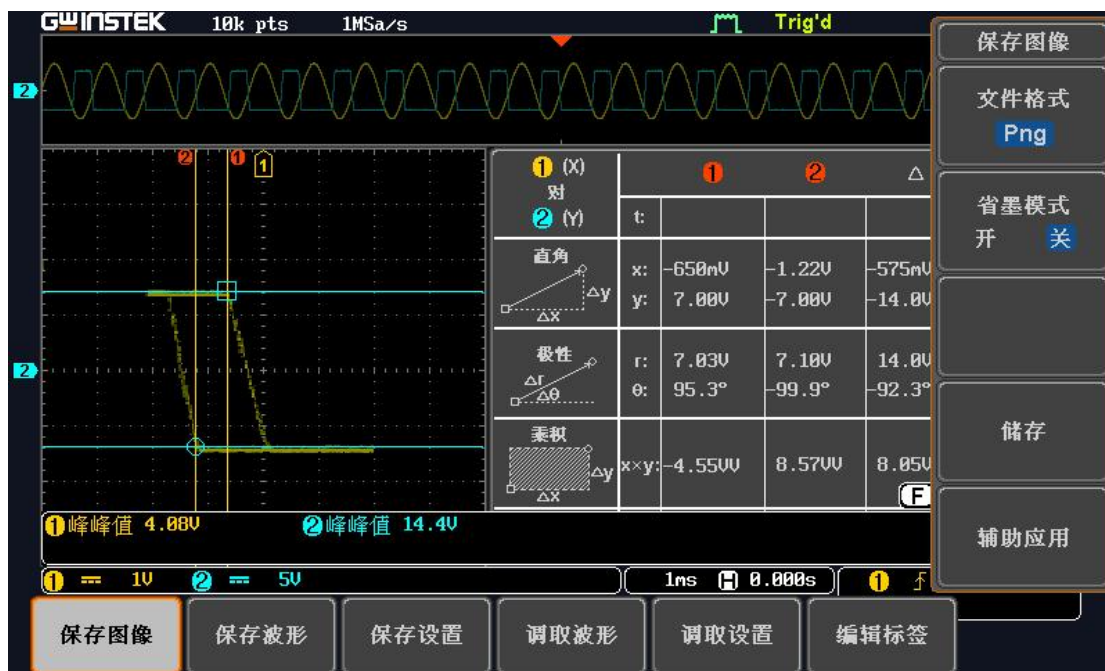 GWINSTEK 10k pts 1MSa/s Trig'd
2
2 1 1
2
1 (X) 对 2 (Y) 1 2 △
t:
直角 △y △x
x: -650mV -1.22V -575mV
y: 7.00V -7.00V -14.0V
极性 △r △θ
r: 7.03V 7.10V 14.0V
θ: 95.3° -99.9° -92.3°
乘积 △y △x
x×y: -4.55VV 8.57VV 8.05V
F
1 峰峰值 4.08V 2 峰峰值 14.4V
1 1V 2 5V 1ms H 0.000s 1
保存图像
文件格式
Png
省墨模式
开 关
储存
辅助应用
保存图像 保存波形 保存设置 调取波形 调取设置 编辑标签